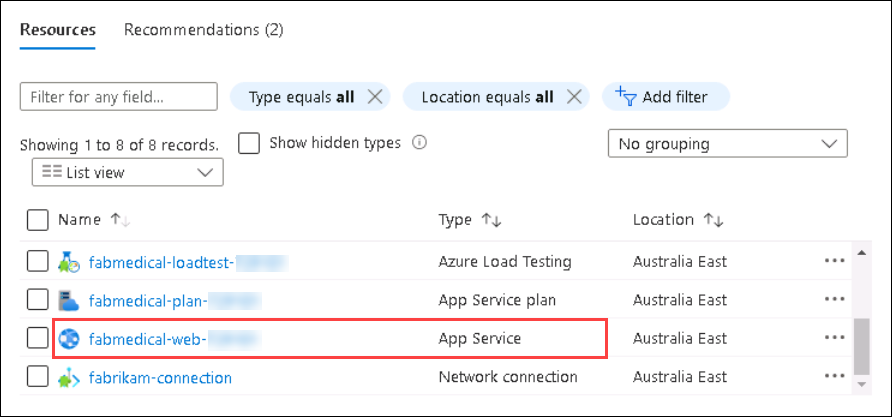 Resources Recommendations (2)
Filter for any field... Type equals all Location equals all Add filter
Showing 1 to 8 of 8 records. Show hidden types No grouping
List view
Name Type Location
fabmedical-loadtest- Azure Load Testing Australia East
fabmedical-plan- App Service plan Australia East
fabmedical-web- App Service Australia East
fabrikam-connection Network connection Australia East